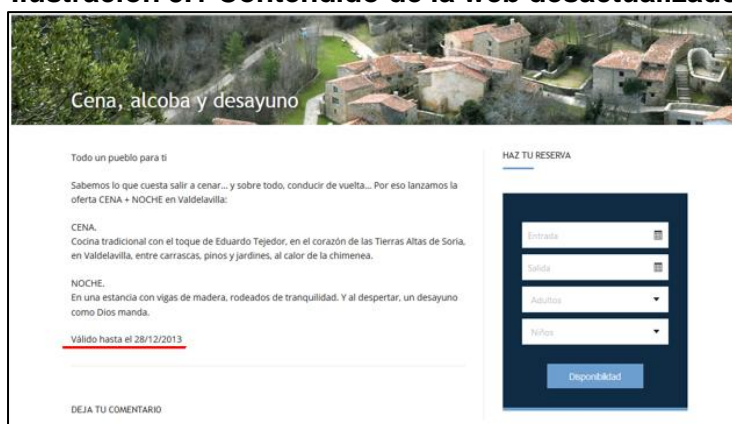 Ilustración de la web desactualizado
Cena, alcoba y desayuno
Todo un pueblo para ti
Sabemos lo que cuesta salir a cenar... y sobre todo, conducir de vuelta... Por eso lanzamos la
oferta CENA + NOCHE en Valdelavilla:
CENA.
Cocina tradicional con el toque de Eduardo Tejedor, en el corazón de las Tierras Altas de Soria,
en Valdelavilla, entre carrascas, pinos y jardines, al calor de la chimenea.
NOCHE.
En una estancia con vigas de madera, rodeados de tranquilidad. Y al despertar, un desayuno
como Dios manda.
Válido hasta el 28/12/2013
DEJA TU COMENTARIO
HAZ TU RESERVA
Entrada
Salida
Adultos
Niños
Disponibilidad